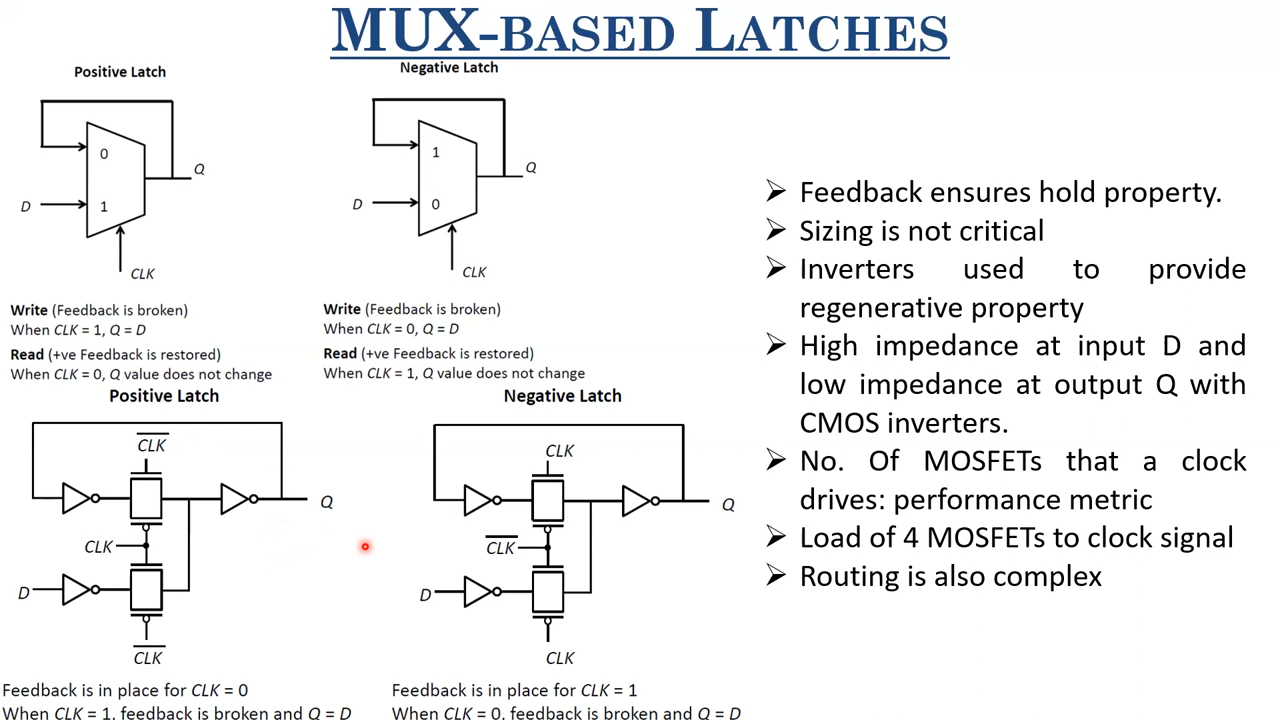 MUX-BASED LATCHES
Positive Latch
0
1
D
Q
CLK
Write (Feedback is broken)
When CLK = 1, Q = D
Read (+ve Feedback is restored)
When CLK = 0, Q value does not change
Negative Latch
1
0
D
Q
CLK
Write (Feedback is broken)
When CLK = 0, Q = D
Read (+ve Feedback is restored)
When CLK = 1, Q value does not change
Positive Latch
C̅L̅K̅
Q
CLK
D
C̅L̅K̅
Feedback is in place for CLK = 0
When CLK = 1, feedback is broken and Q = D
Negative Latch
CLK
Q
C̅L̅K̅
D
CLK
Feedback is in place for CLK = 1
When CLK = 0, feedback is broken and Q = D
➢ Feedback ensures hold property.
➢ Sizing is not critical
➢ Inverters used to provide
regenerative property
➢ High impedance at input D and
low impedance at output Q with
CMOS inverters.
➢ No. Of MOSFETs that a clock
drives: performance metric
➢ Load of 4 MOSFETs to clock signal
➢ Routing is also complex